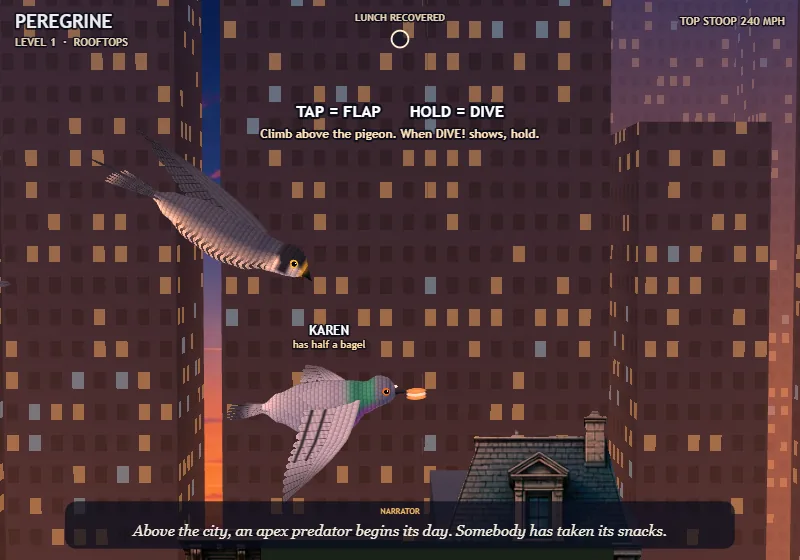 PEREGRINE
LEVEL 1 · ROOFTOPS
LUNCH RECOVERED
TOP STOOP 240 MPH
TAP = FLAP HOLD = DIVE
Climb above the pigeon. When DIVE! shows, hold.
KAREN
has half a bagel
NARRATOR
Above the city, an apex predator begins its day. Somebody has taken its snacks.